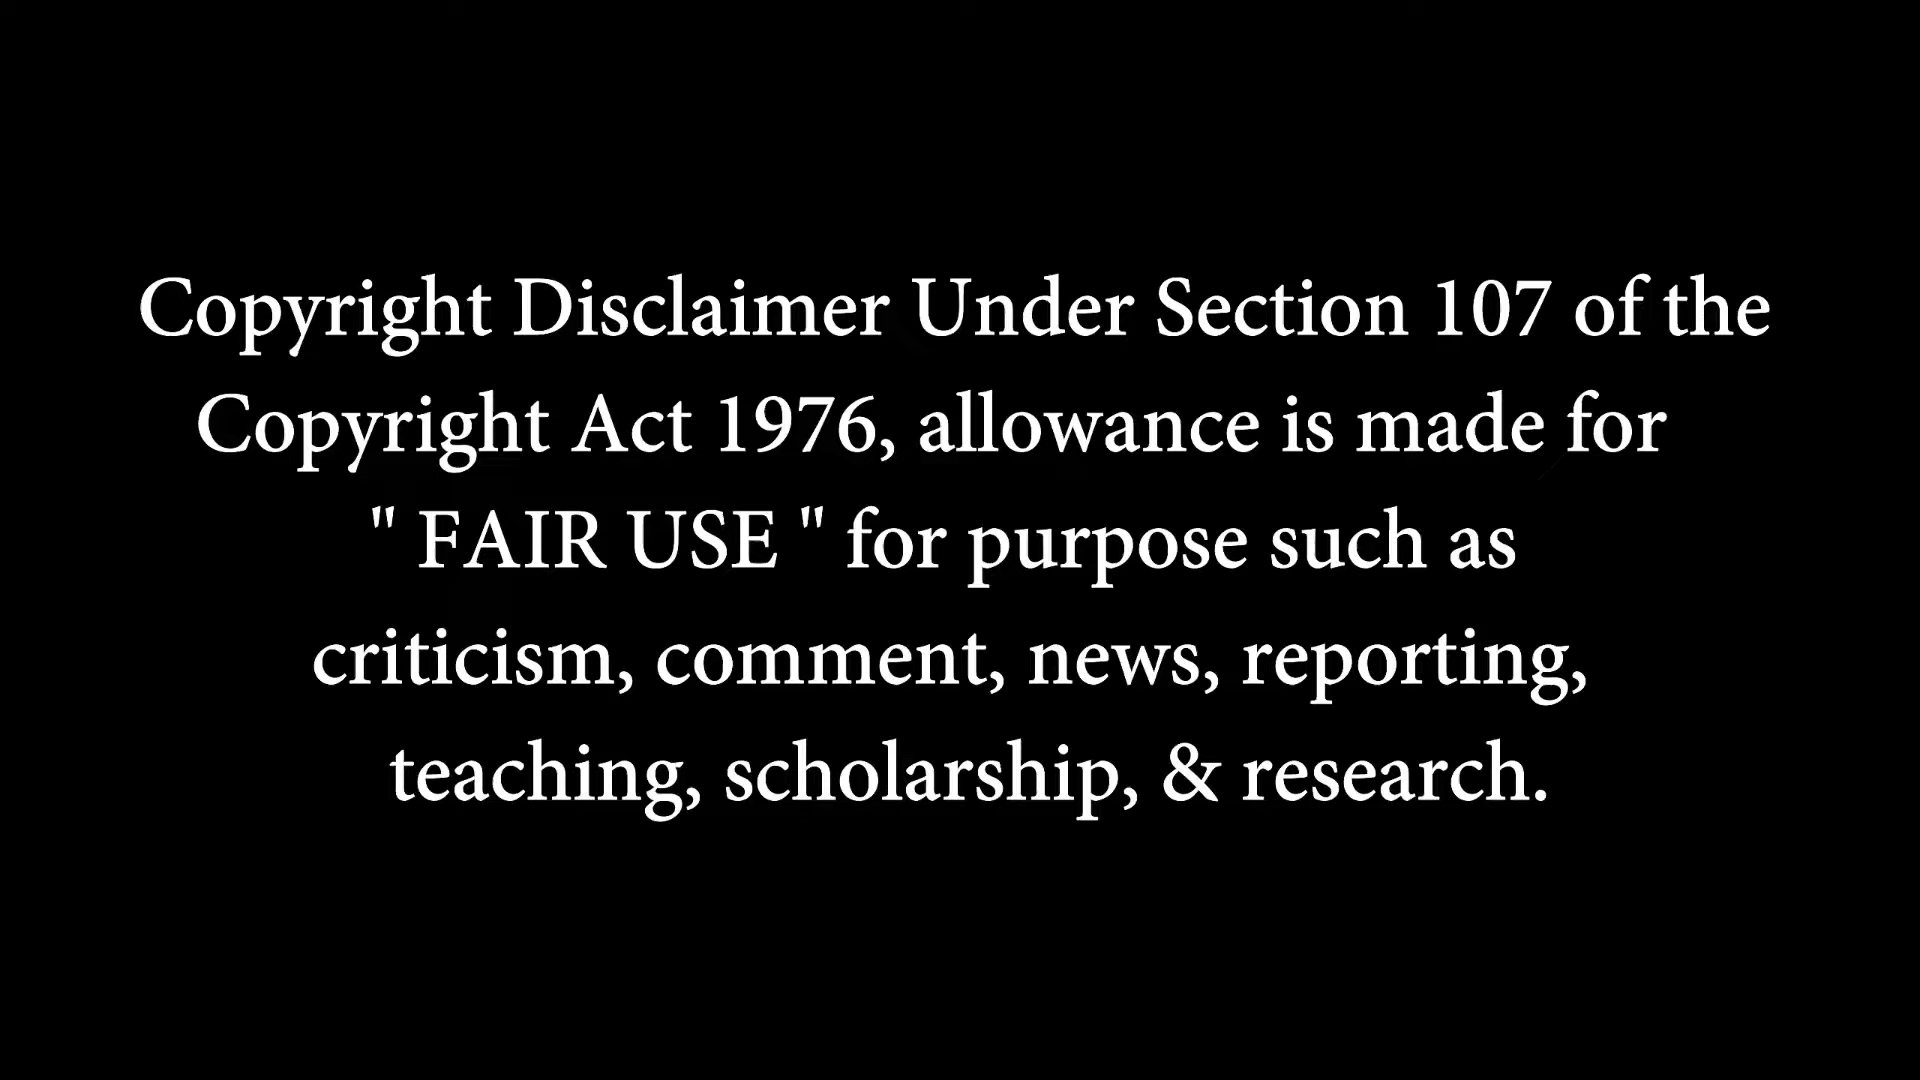 Copyright Disclaimer Under Section 107 of the
Copyright Act 1976, allowance is made for
" FAIR USE " for purpose such as
criticism, comment, news, reporting,
teaching, scholarship, & research.